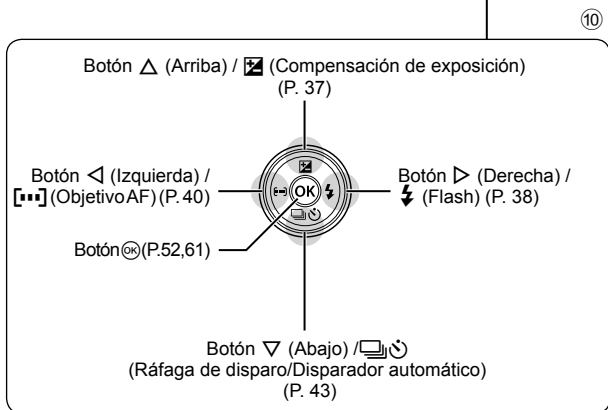 ⑩
Botón △ (Arriba) / (Compensación de exposición)
(P. 37)
Botón ◁ (Izquierda) /
[▪▪▪] (Objetivo AF) (P. 40)
OK
Botón ▷ (Derecha) /
(Flash) (P. 38)
Botón OK (P.52,61)
Botón ▽ (Abajo) /
(Ráfaga de disparo/Disparador automático)
(P. 43)